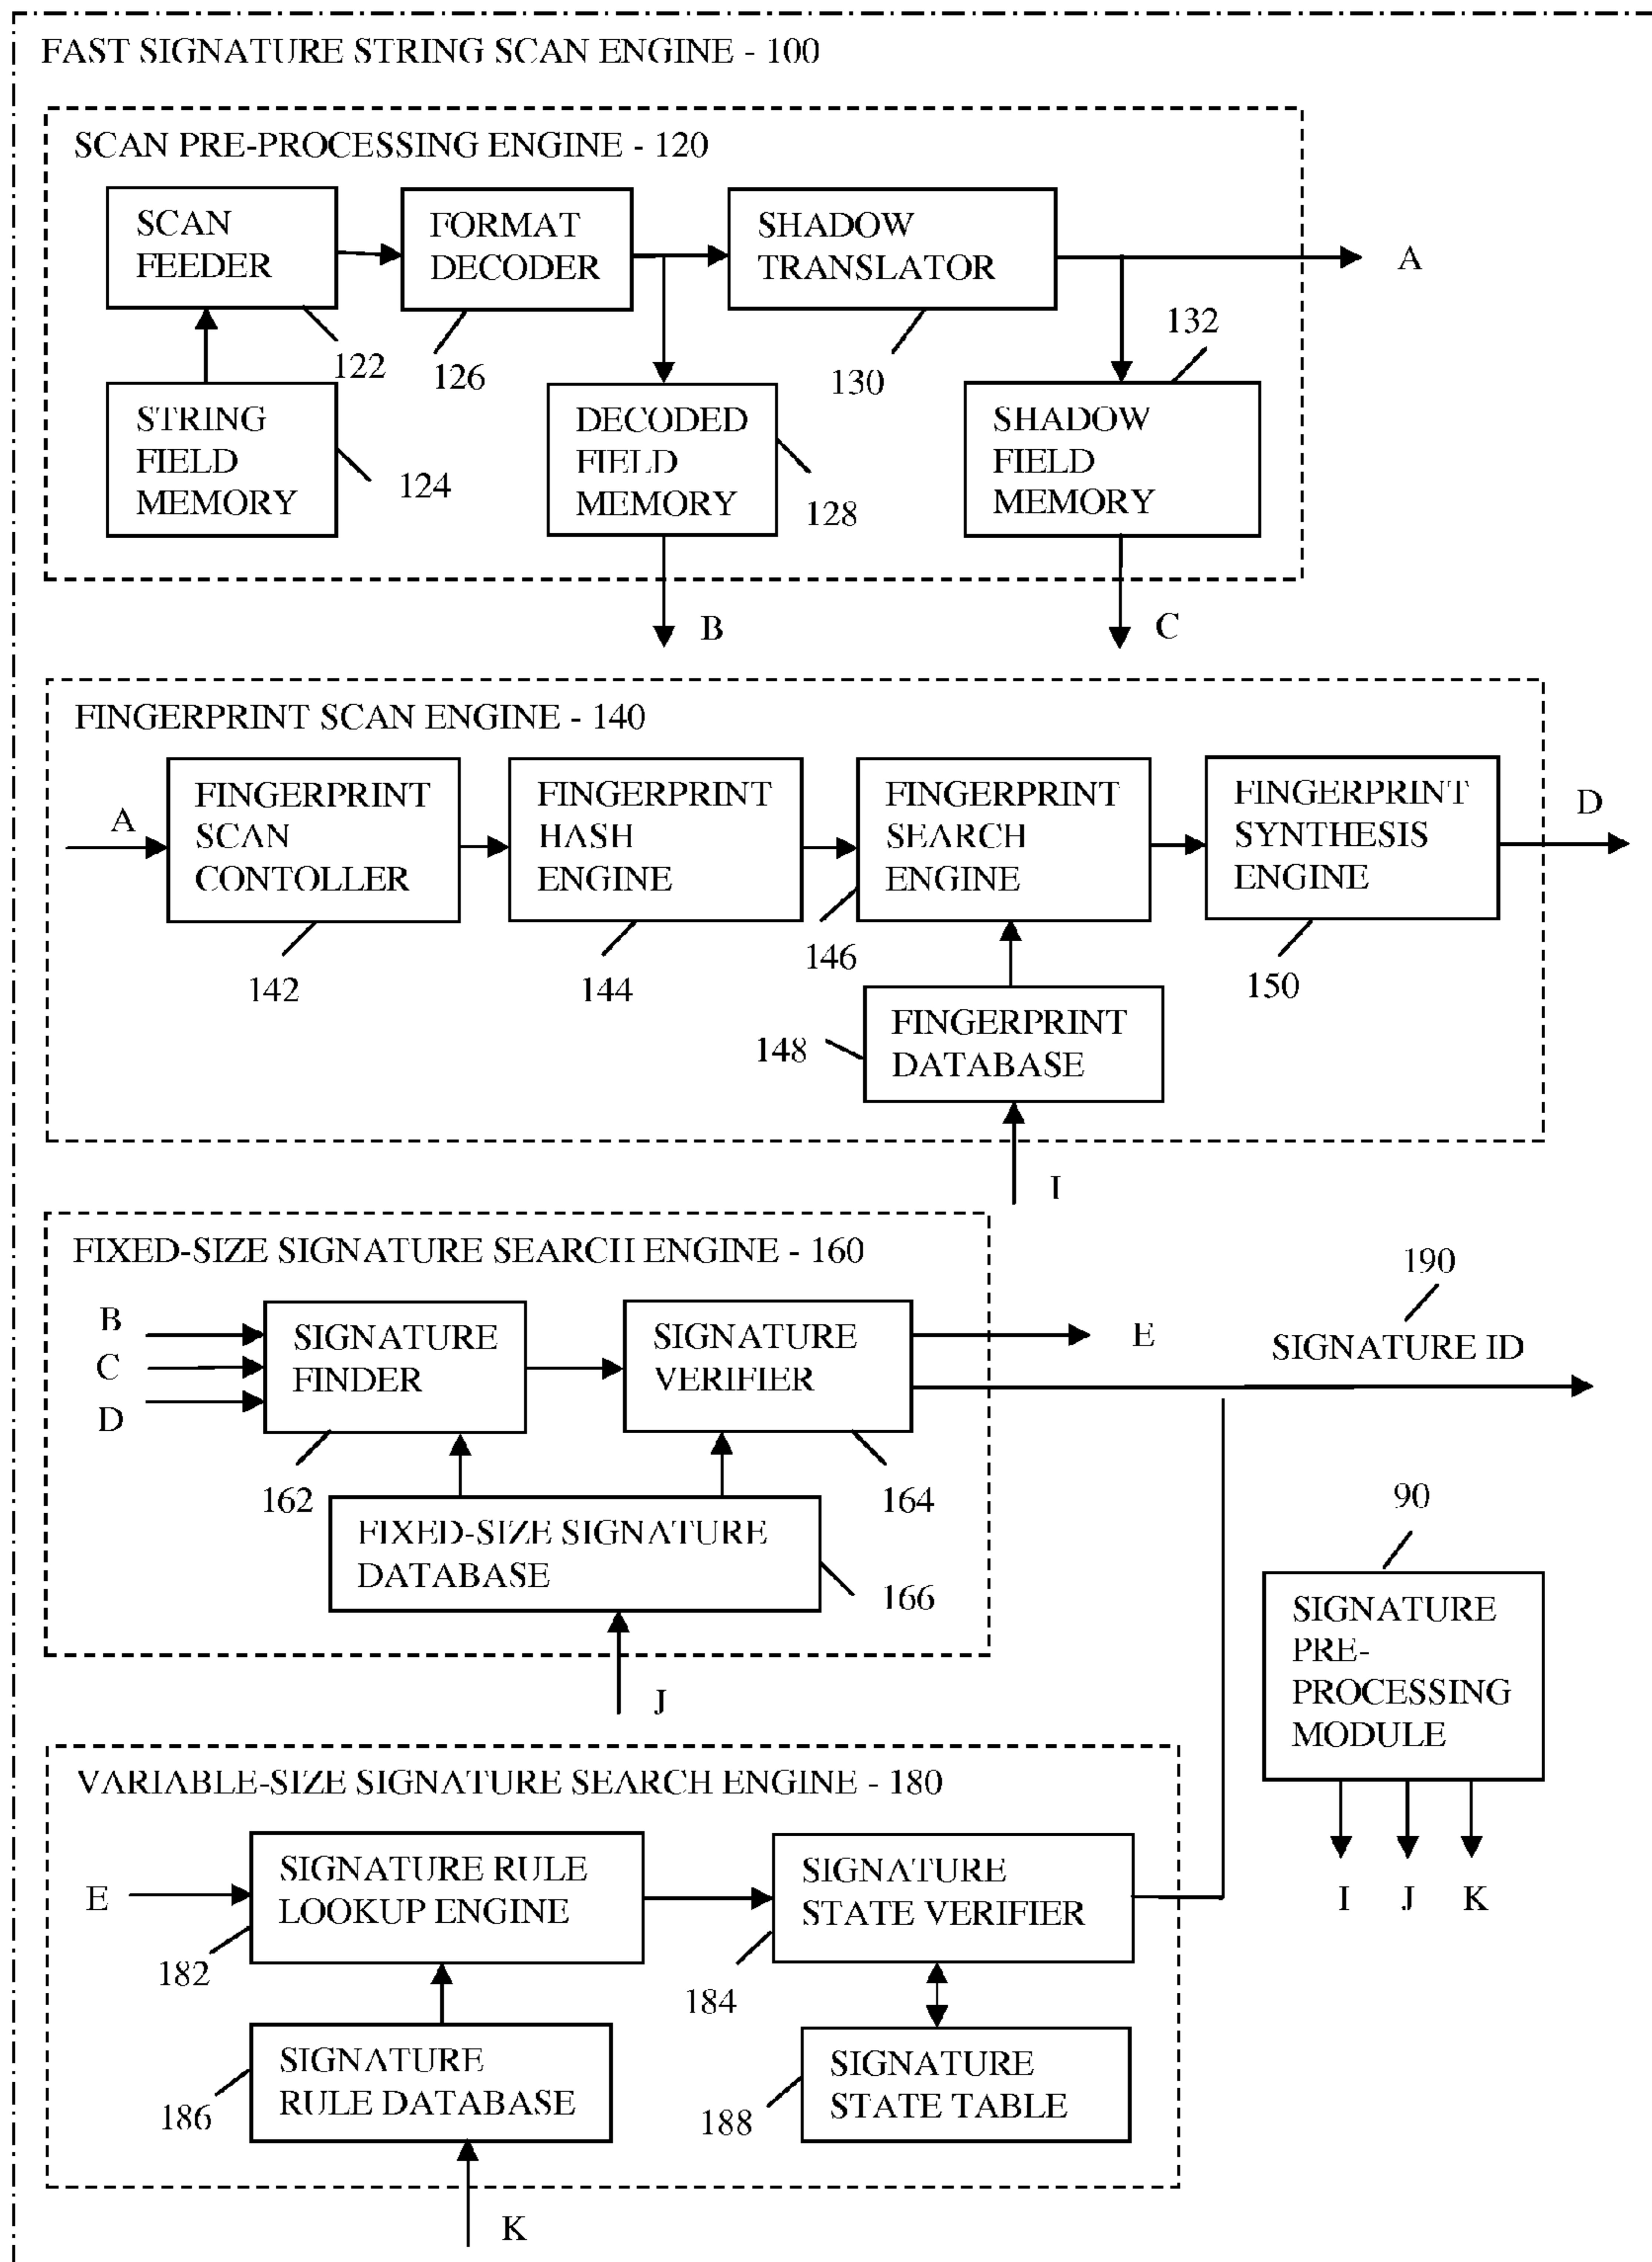 FAST SIGNATURE STRING SCAN ENGINE - 100
SCAN PRE-PROCESSING ENGINE - 120
SCAN
FEEDER
122
FORMAT
DECODER
126
SHADOW
TRANSLATOR
130
A
132
STRING
FIELD
MEMORY
124
DECODED
FIELD
MEMORY
128
SHADOW
FIELD
MEMORY
B
C
FINGERPRINT SCAN ENGINE - 140
A
FINGERPRINT
SCAN
CONTOLLER
142
FINGERPRINT
HASH
ENGINE
144
FINGERPRINT
SEARCH
ENGINE
146
FINGERPRINT
SYNTHESIS
ENGINE
150
D
148
FINGERPRINT
DATABASE
I
FIXED-SIZE SIGNATURE SEARCH ENGINE - 160
B
C
D
SIGNATURE
FINDER
162
SIGNATURE
VERIFIER
164
E
190
SIGNATURE ID
FIXED-SIZE SIGNATURE
DATABASE
166
J
90
SIGNATURE
PRE-
PROCESSING
MODULE
I
J
K
VARIABLE-SIZE SIGNATURE SEARCH ENGINE - 180
E
SIGNATURE RULE
LOOKUP ENGINE
182
SIGNATURE
STATE VERIFIER
184
SIGNATURE
RULE DATABASE
186
SIGNATURE
STATE TABLE
188
K